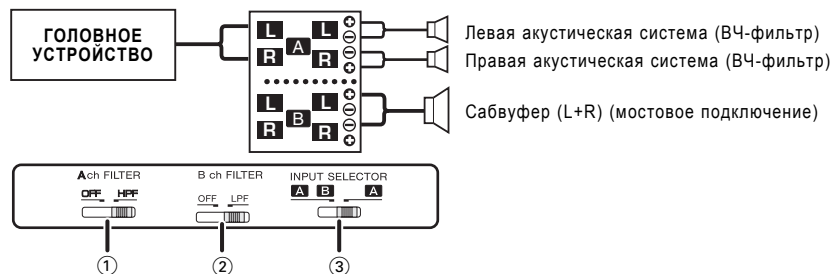 ГОЛОВНОЕ
УСТРОЙСТВО
L L
A
R R
L L
B
R R
Левая акустическая система (ВЧ-фильтр)
Правая акустическая система (ВЧ-фильтр)
Сабвуфер (L+R) (мостовое подключение)
A ch FILTER B ch FILTER INPUT SELECTOR
OFF HPF OFF LPF A B A
① ② ③